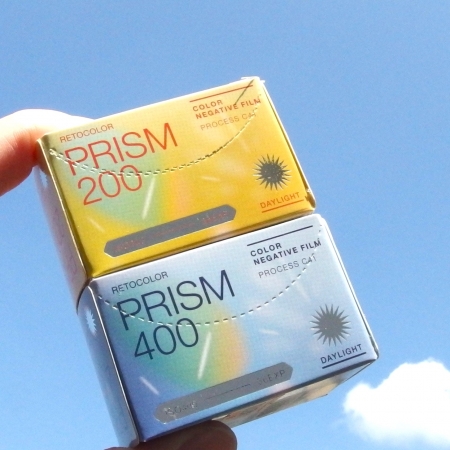 RETOCOLOR
PRISM
200
COLOR
NEGATIVE FILM
PROCESS C41
DAYLIGHT
RETOCOLOR
PRISM
400
COLOR
NEGATIVE FILM
PROCESS C41
DAYLIGHT